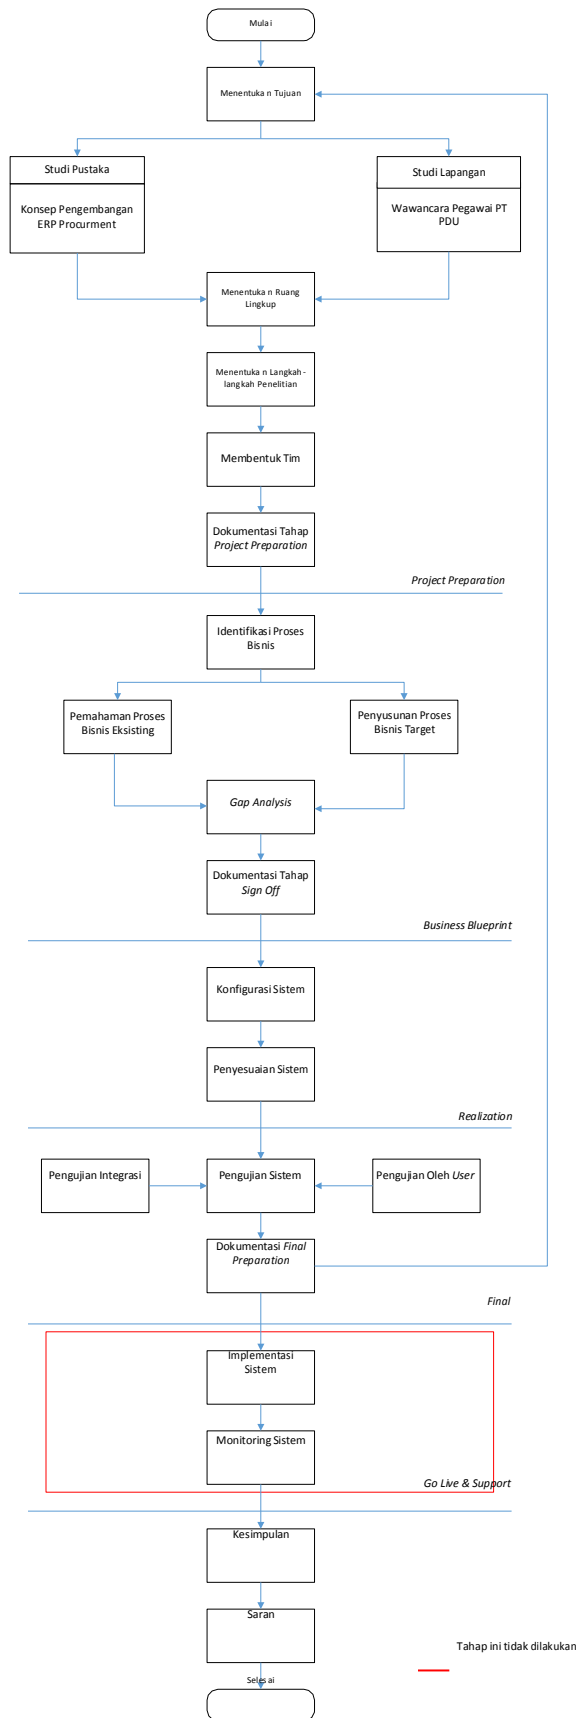 Mulai
Menentuka n Tujuan
Studi Pustaka
Konsep Pengembangan
ERP Procurment
Studi Lapangan
Wawancara Pegawai PT
PDU
Menentuka n Ruang
Lingkup
Menentuka n Langkah-
langkah Penelitian
Membentuk Tim
Dokumentasi Tahap
Project Preparation
Project Preparation
Identifikasi Proses
Bisnis
Pemahaman Proses
Bisnis Eksisting
Penyusunan Proses
Bisnis Target
Gap Analysis
Dokumentasi Tahap
Sign Off
Business Blueprint
Konfigurasi Sistem
Penyesuaian Sistem
Realization
Pengujian Integrasi
Pengujian Sistem
Pengujian Oleh User
Dokumentasi Final
Preparation
Final
Implementasi
Sistem
Monitoring Sistem
Go Live & Support
Kesimpulan
Saran
Tahap ini tidak dilakukan
Selesai